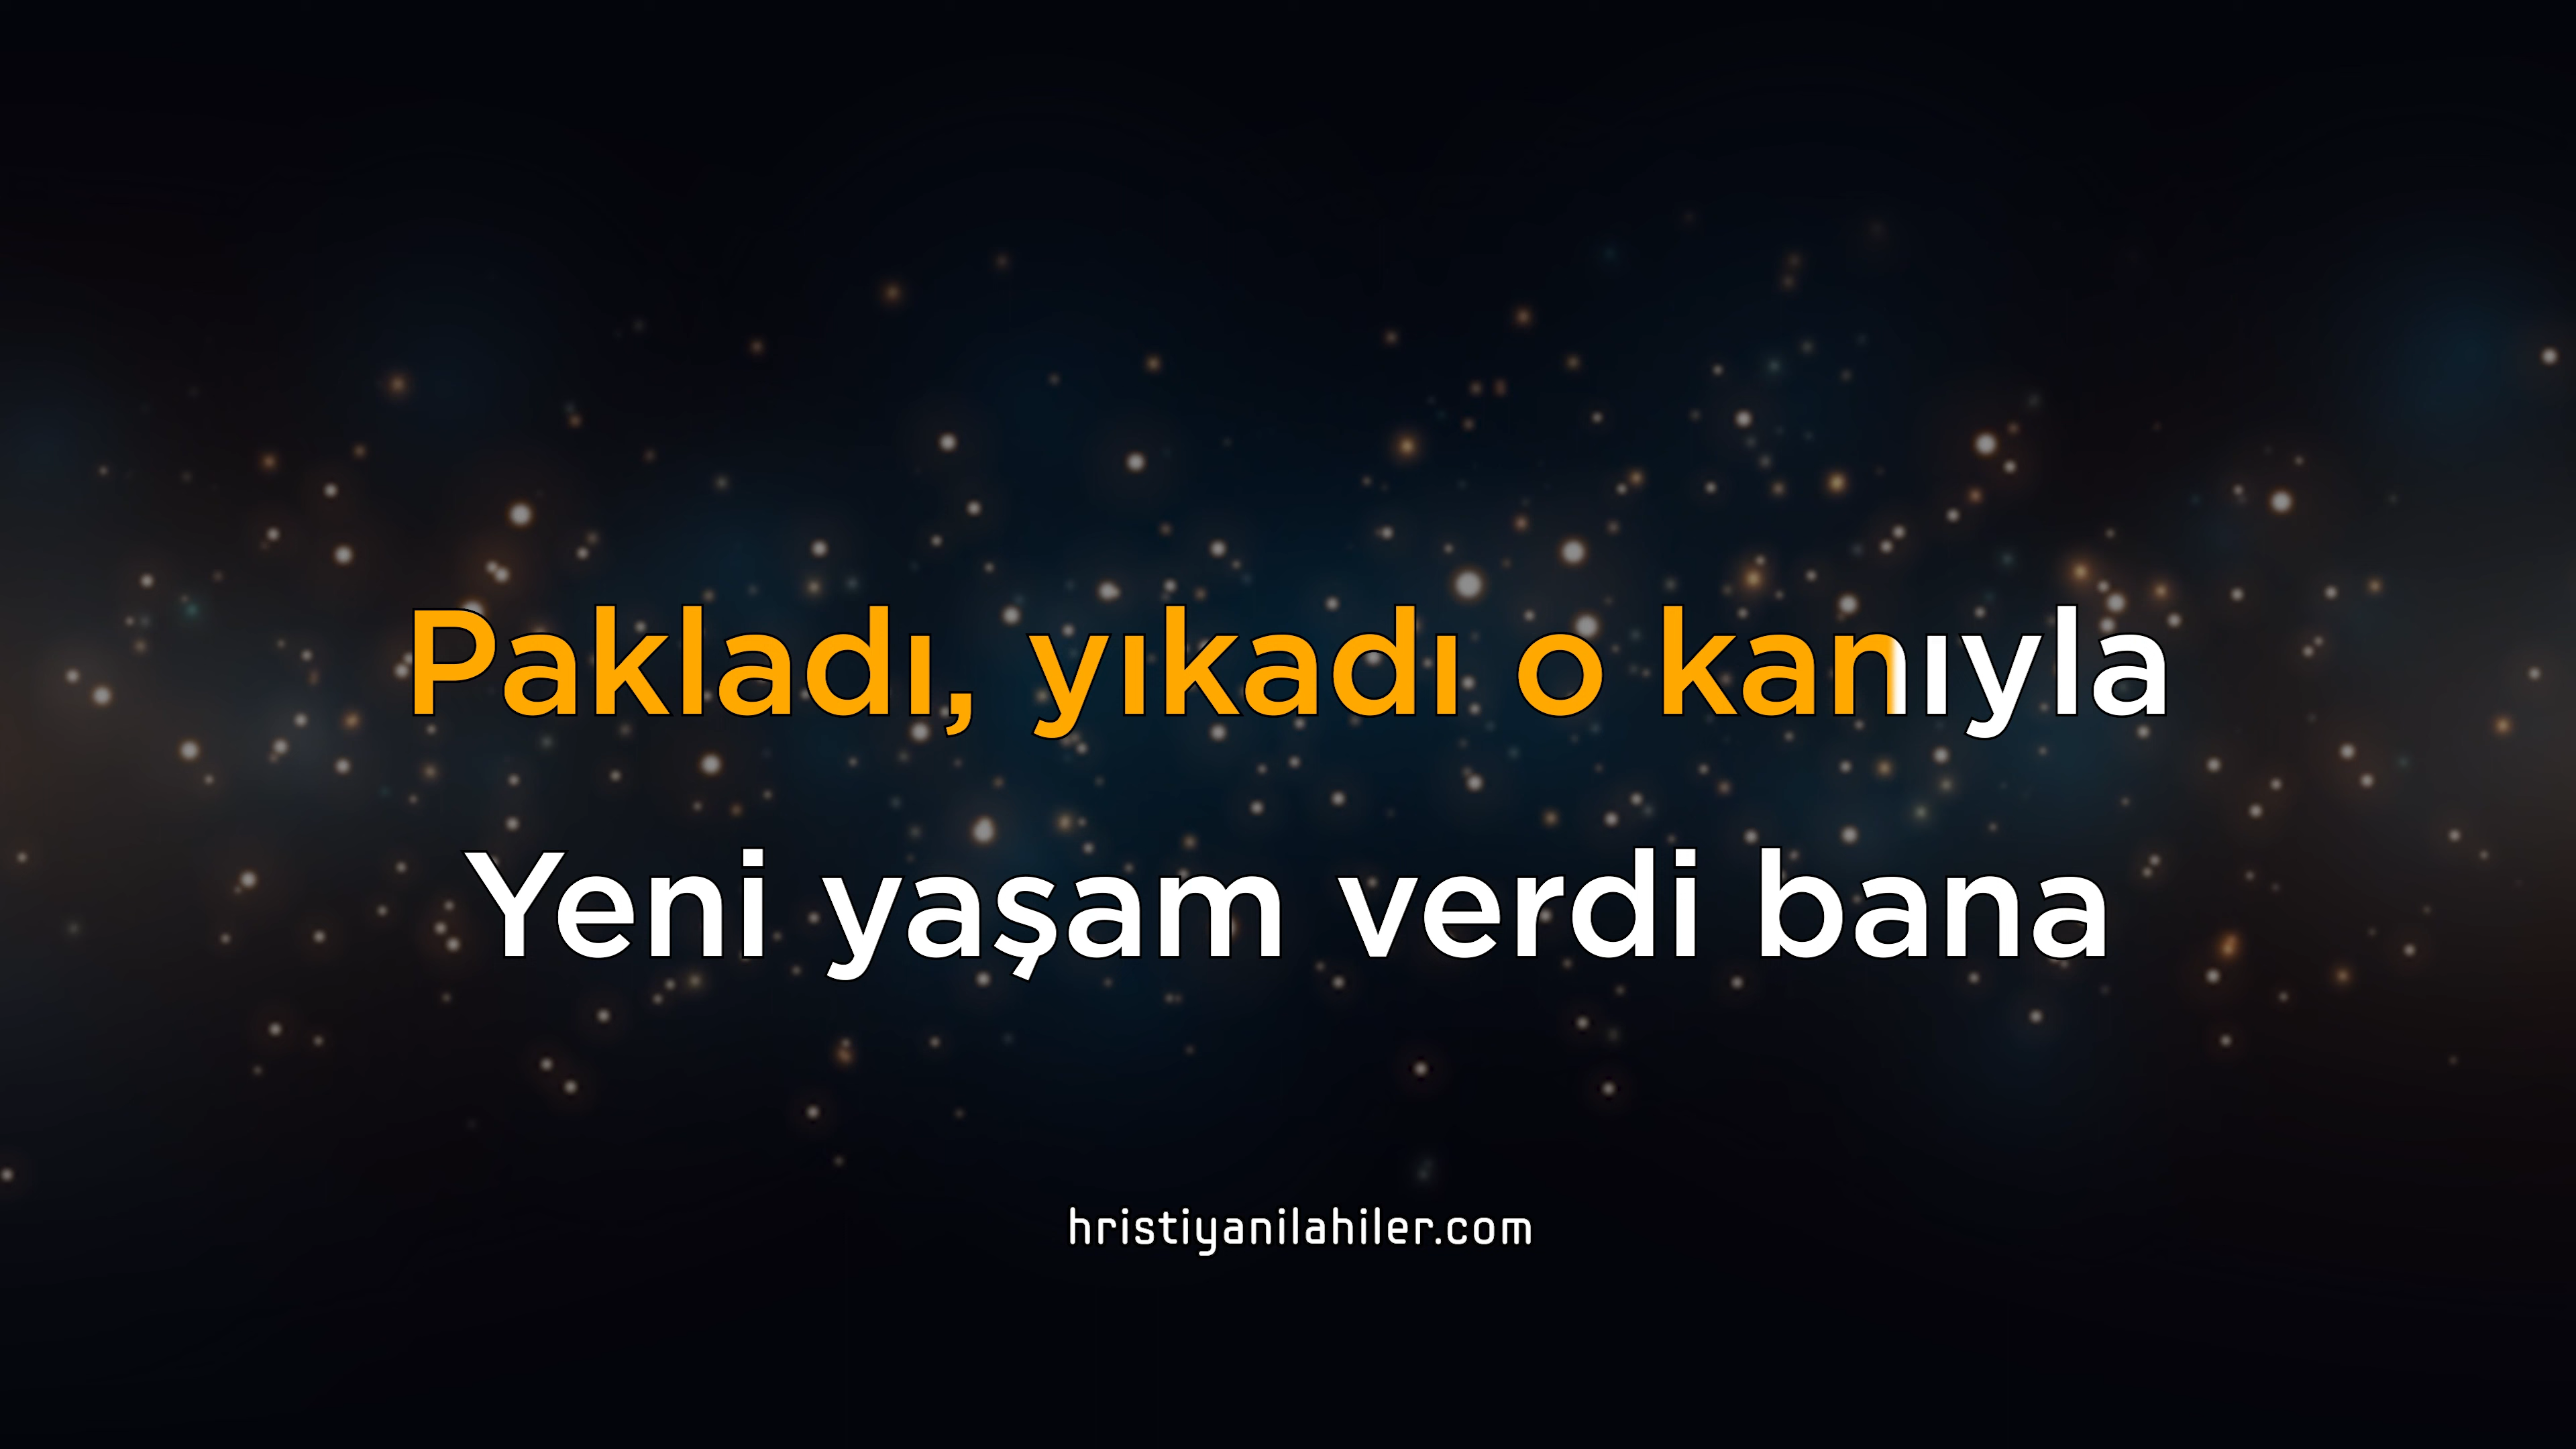 Pakladı, yıkadı o kanıyla
Yeni yaşam verdi bana
hristiyanilahiler.com